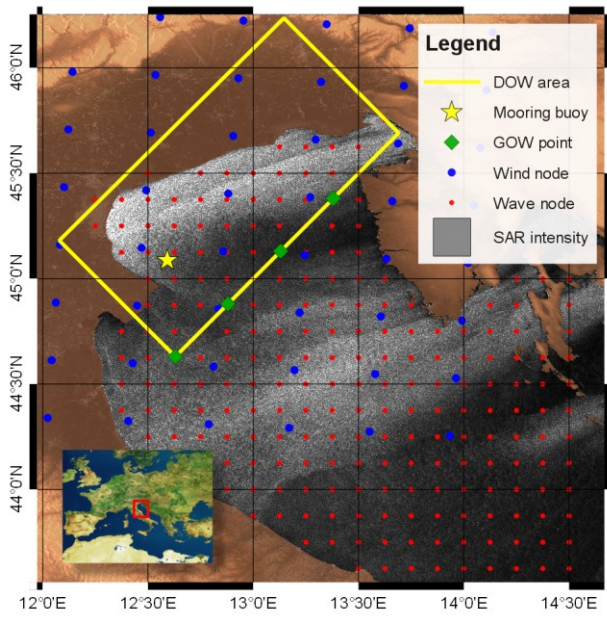 Legend
DOW area
Mooring buoy
GOW point
Wind node
Wave node
SAR intensity
46°0'N
45°30'N
45°0'N
44°30'N
44°0'N
12°0'E
12°30'E
13°0'E
13°30'E
14°0'E
14°30'E